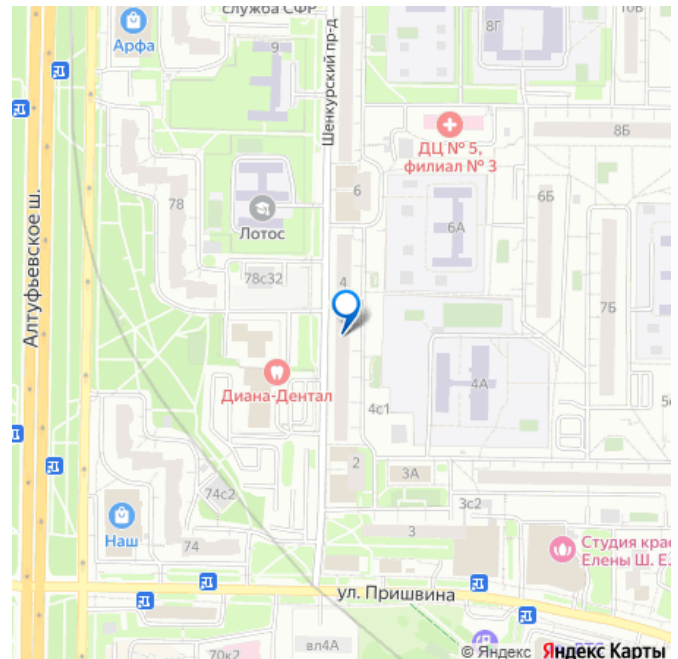 служба СФР
Арфа
9
Шенкурский пр-д
8Г
10Б
ДЦ № 5,
филиал № 3
8Б
78
Лотос
6
6А
6Б
Алтуфьевское ш.
78с32
4
7Б
Диана-Дентал
4с1
4А
2
3А
74с2
3с2
Наш
74
3
Студия крас
Елены Ш. Е.
ул. Пришвина
вл4А
70к2
© Яндекс Яндекс Карты